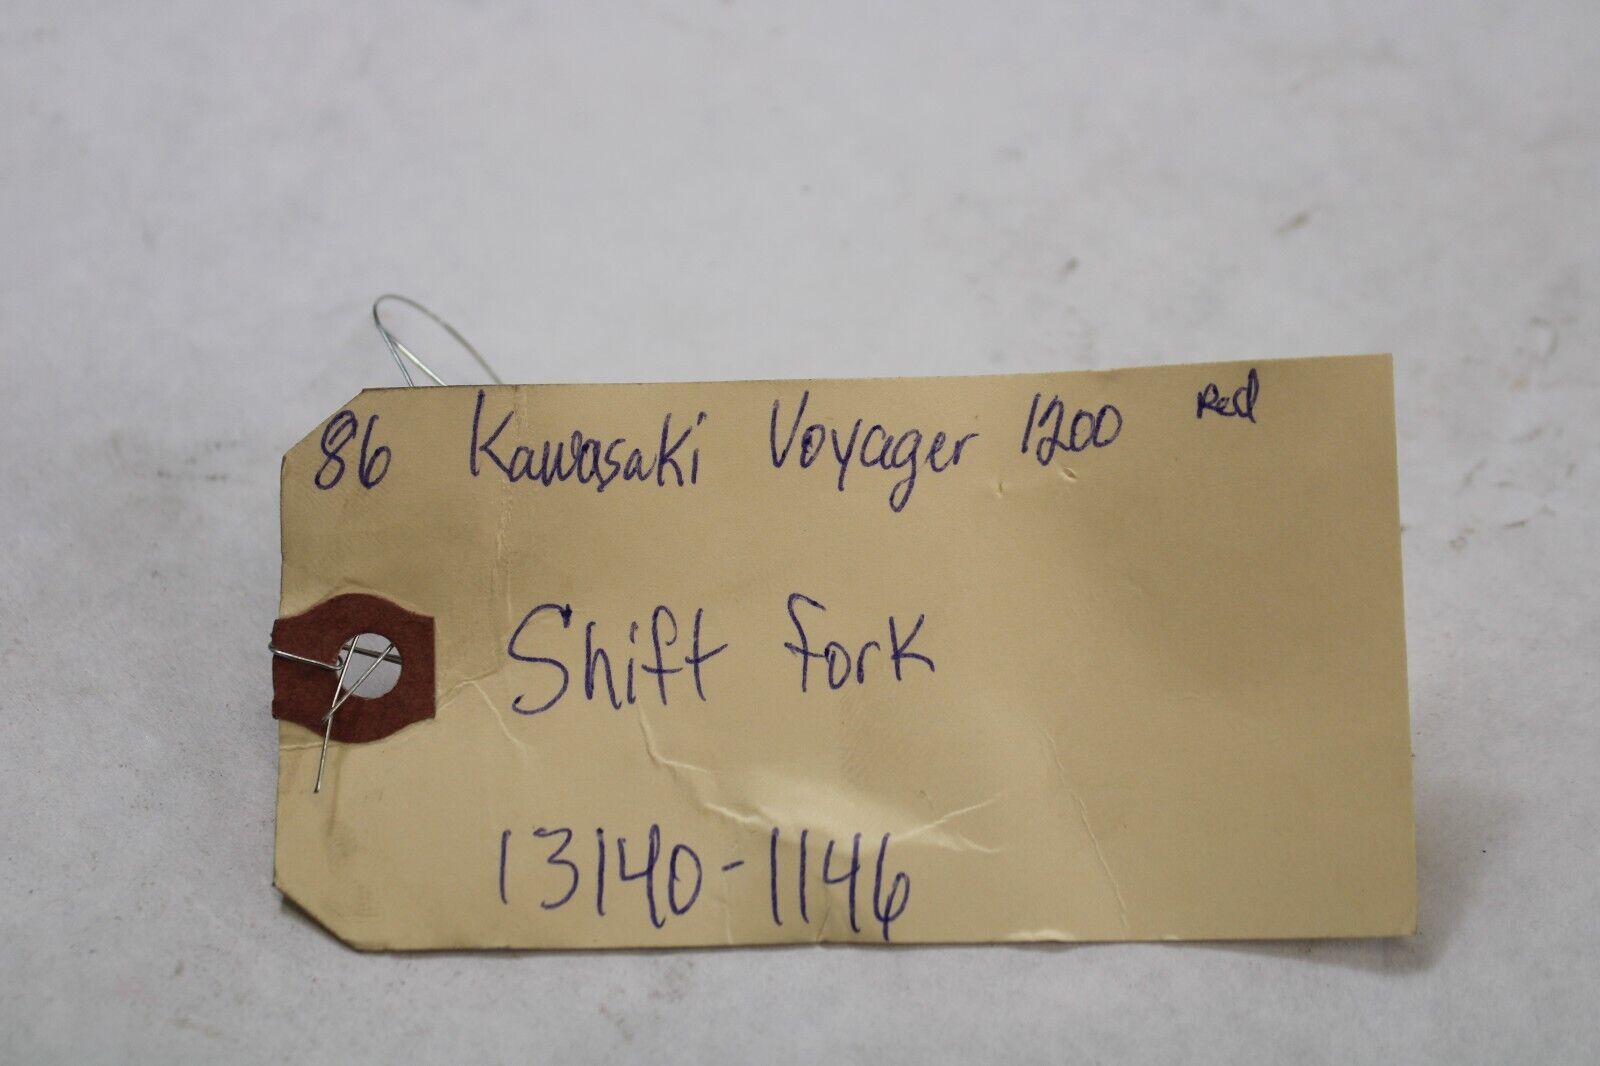 86 Kawasaki Voyager 1200 Red
Shift fork
13140-1146